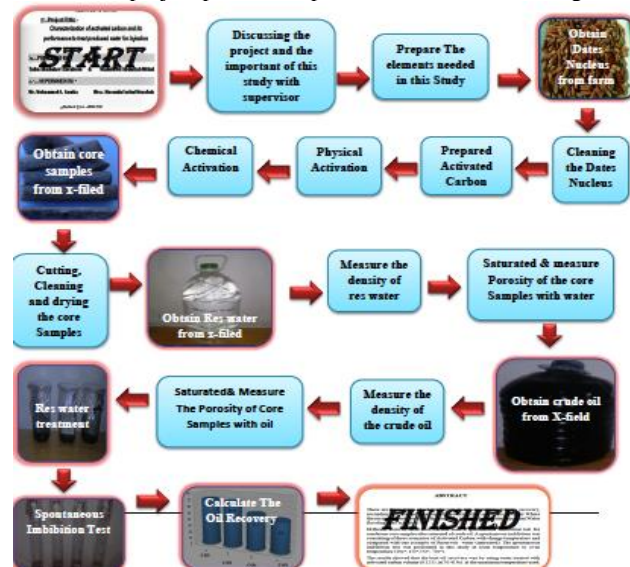 START
Discussing the
project and the
important of this
study with
supervisor
Prepare The
elements needed
in this Study
Obtain
Dates
Nucleus
from farm
Cleaning
the Dates
Nucleus
Prepared
Activated
Carbon
Physical
Activation
Chemical
Activation
Obtain core
samples
from x-filed
Cutting,
Cleaning
and drying
the core
Samples
Obtain Res water
from x-filed
Measure the
density of
res water
Saturated & measure
Porosity of the core
Samples with water
Obtain crude oil
from X-field
Measure the
density of
the crude oil
Saturated& Measure
The Porosity of Core
Samples with oil
Res water
treatment
Spontaneous
Imbibition Test
Calculate The
Oil Recovery
ABSTRACT
FINISHED